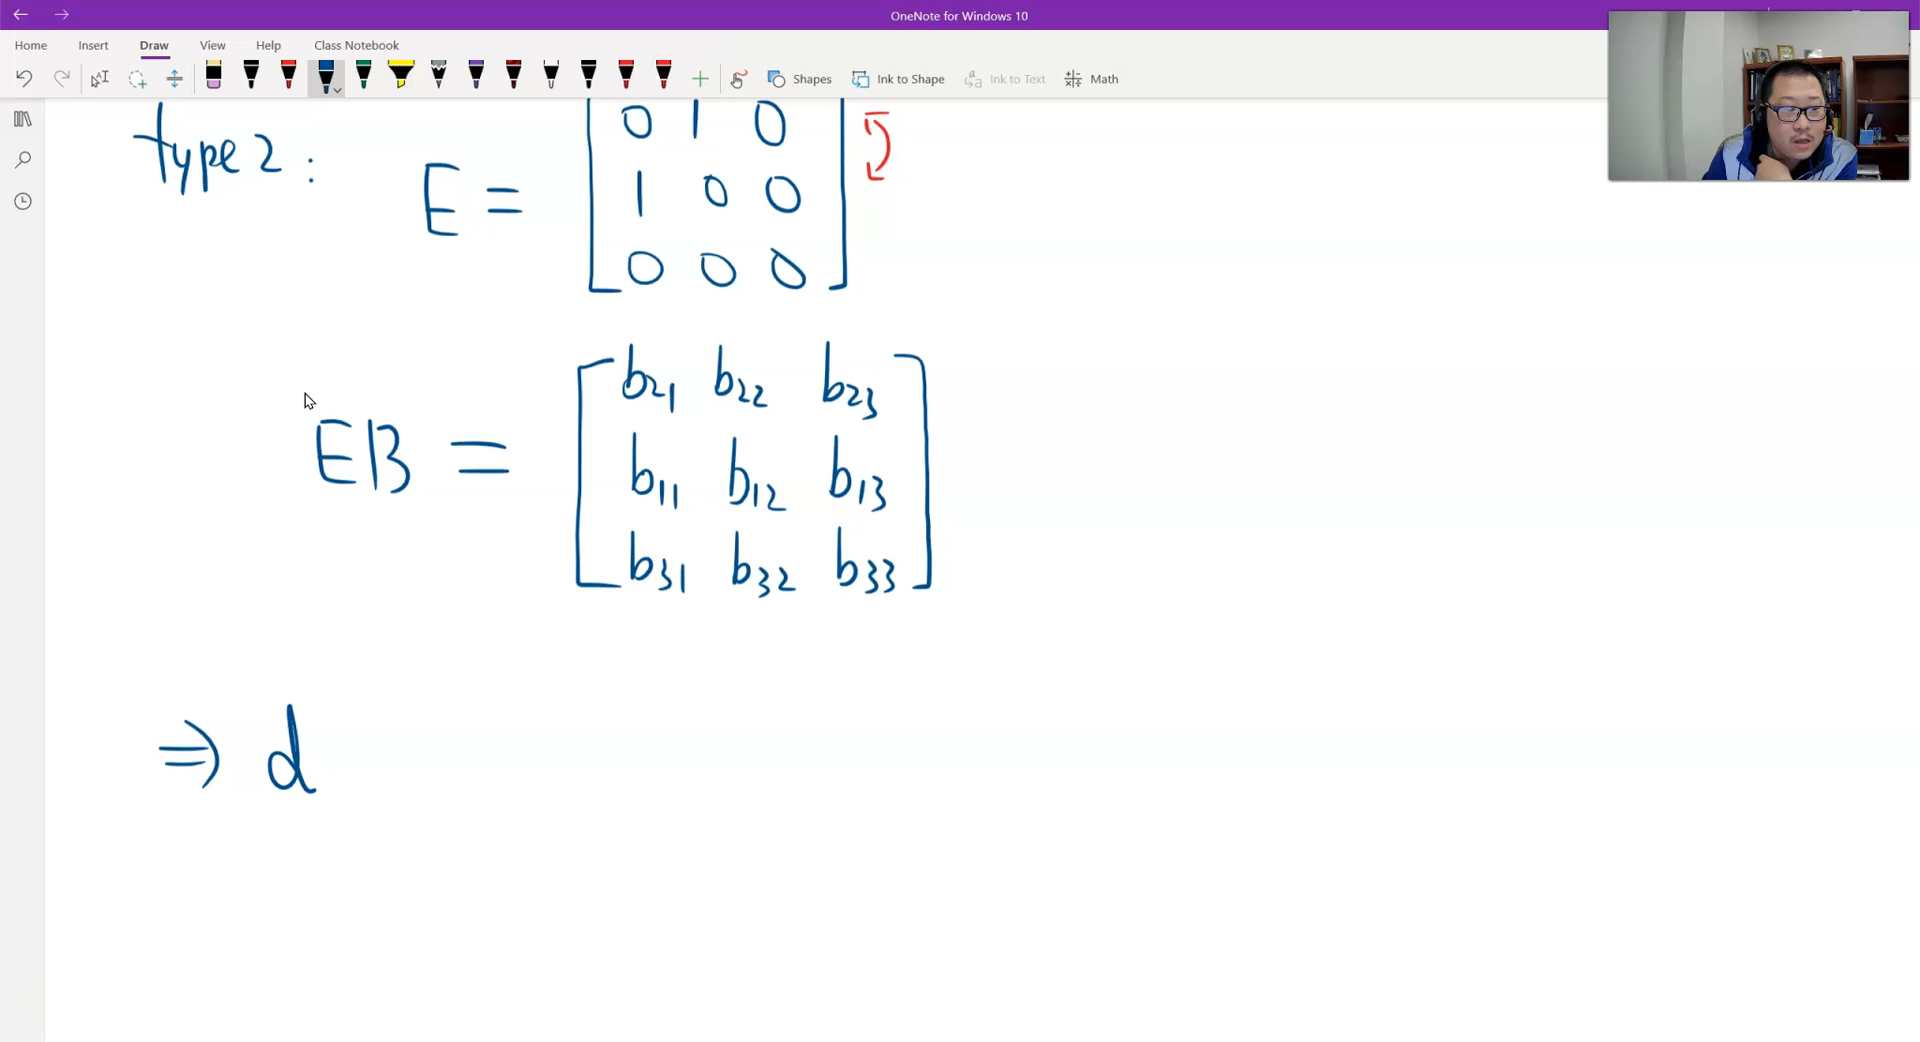 OneNote for Windows 10
Home Insert Draw View Help Class Notebook
Shapes Ink to Shape Ink to Text Math
type 2 : E = [ 0 1 0
1 0 0
0 0 0 ]
EB = [ b21 b22 b23
b11 b12 b13
b31 b32 b33 ]
⇒ d